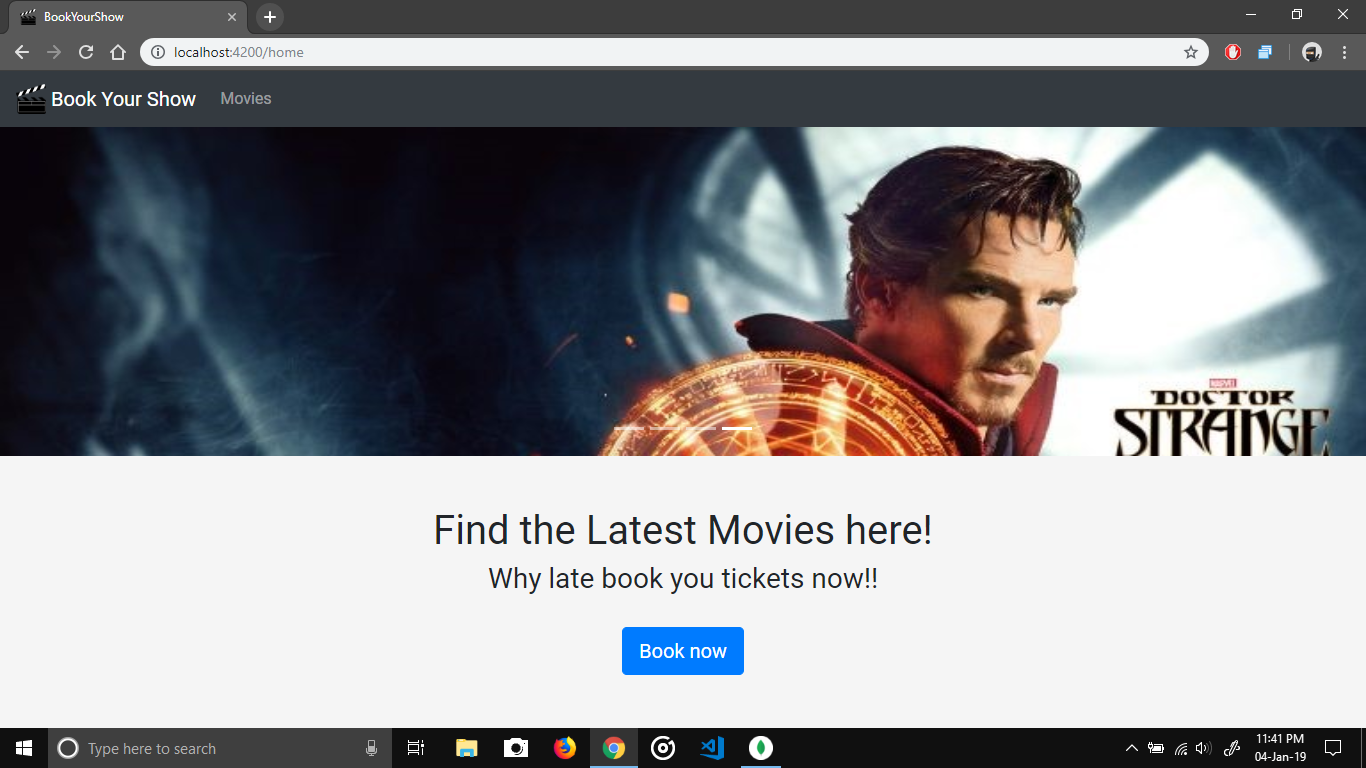 BookYourShow
localhost:4200/home
Book Your Show Movies
MARVEL
DOCTOR
STRANGE
Find the Latest Movies here!
Why late book you tickets now!!
Book now
Type here to search
11:41 PM
04-Jan-19